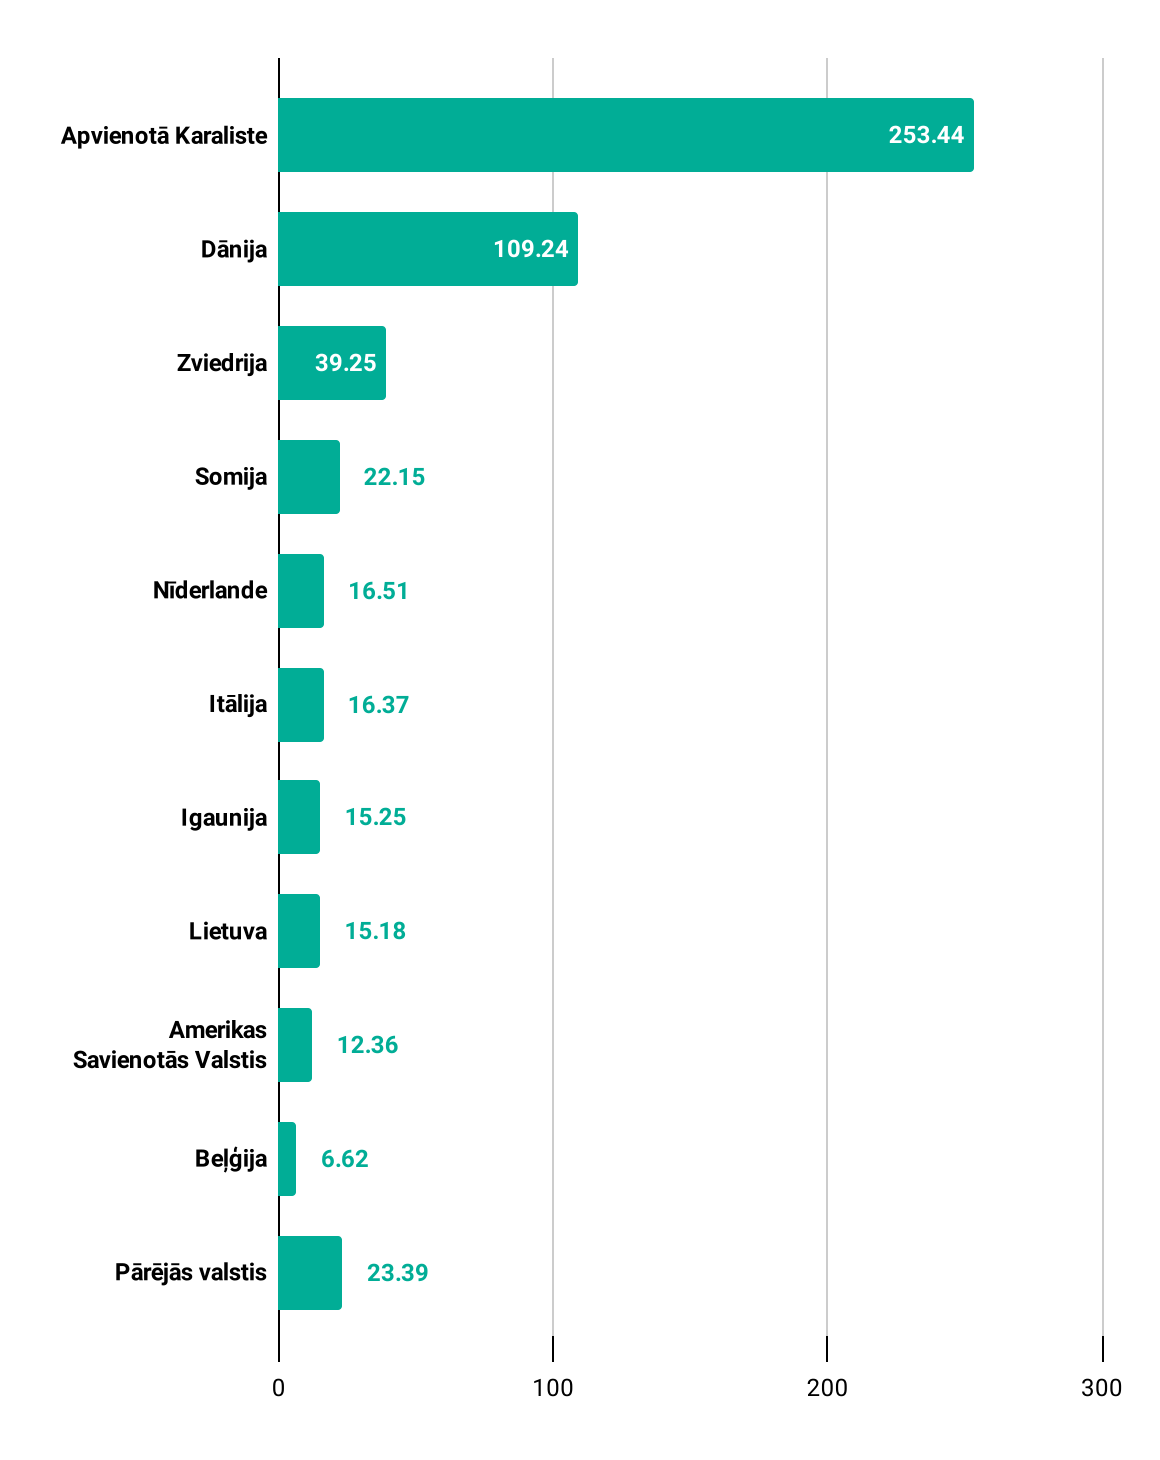 Apvienotā Karaliste 253.44
Dānija 109.24
Zviedrija 39.25
Somija 22.15
Nīderlande 16.51
Itālija 16.37
Igaunija 15.25
Lietuva 15.18
Amerikas
Savienotās Valstis 12.36
Beļģija 6.62
Pārējās valstis 23.39
0 100 200 300